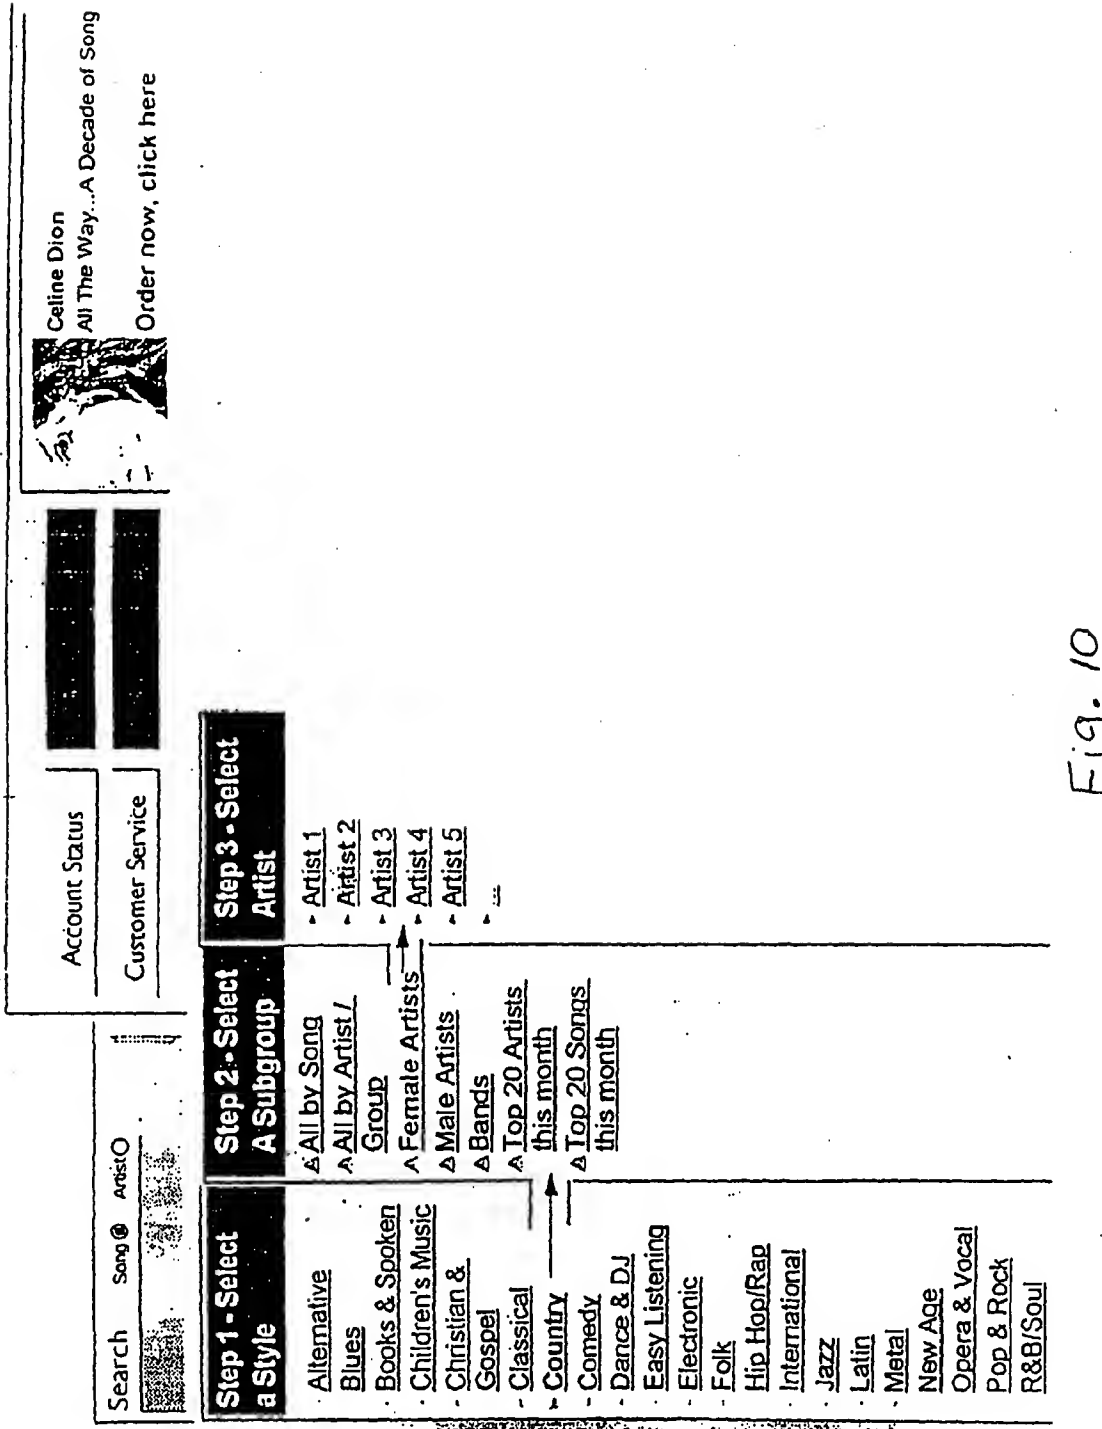 Search Song Artist
Account Status
Customer Service
Celine Dion
All The Way...A Decade of Song
Order now, click here
Step 1 - Select
a Style
Alternative
Blues
Books & Spoken
Children's Music
Christian &
Gospel
Classical
Country
Comedy
Dance & DJ
Easy Listening
Electronic
Folk
Hip Hop/Rap
International
Jazz
Latin
Metal
New Age
Opera & Vocal
Pop & Rock
R&B/Soul
Step 2 - Select
A Subgroup
All by Song
All by Artist /
Group
Female Artists
Male Artists
Bands
Top 20 Artists
this month
Top 20 Songs
this month
Step 3 - Select
Artist
Artist 1
Artist 2
Artist 3
Artist 4
Artist 5
...
Fig. 10